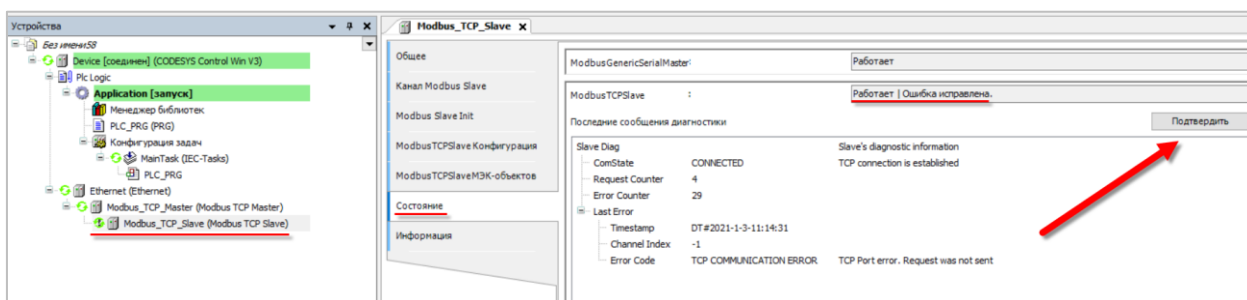 Устройства
Без имени58
Device [соединен] (CODESYS Control Win V3)
Plc Logic
Application [запуск]
Менеджер библиотек
PLC_PRG (PRG)
Конфигурация задач
MainTask (IEC-Tasks)
PLC_PRG
Ethernet (Ethernet)
Modbus_TCP_Master (Modbus TCP Master)
Modbus_TCP_Slave (Modbus TCP Slave)
Modbus_TCP_Slave
Общее
Канал Modbus Slave
Modbus Slave Init
ModbusTCPSlave Конфигурация
ModbusTCPSlaveМЭК-объектов
Состояние
Информация
ModbusGenericSerialMaster: Работает
ModbusTCPSlave : Работает | Ошибка исправлена.
Последние сообщения диагностики Подтвердить
Slave Diag Slave's diagnostic information
ComState CONNECTED TCP connection is established
Request Counter 4
Error Counter 29
Last Error
Timestamp DT#2021-1-3-11:14:31
Channel Index -1
Error Code TCP COMMUNICATION ERROR TCP Port error. Request was not sent